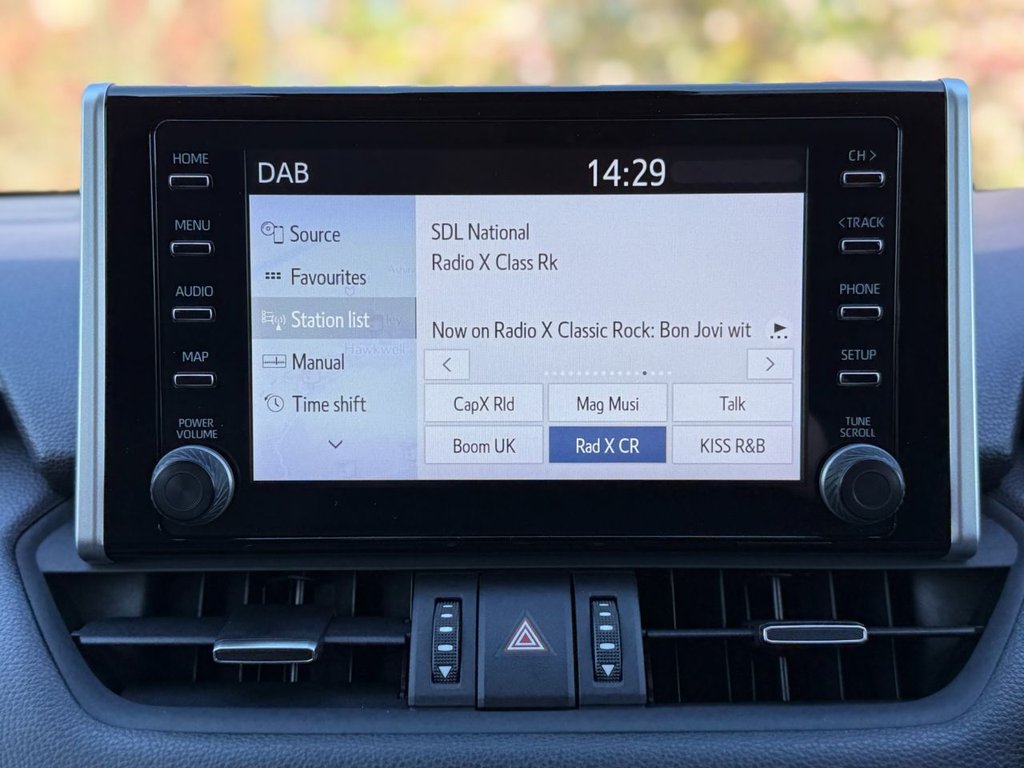 HOME
MENU
AUDIO
MAP
POWER
VOLUME
DAB
14:29
Source
Favourites
Station list
Manual
Time shift
SDL National
Radio X Class Rk
Now on Radio X Classic Rock: Bon Jovi wit
CapX Rld
Mag Musi
Talk
Boom UK
Rad X CR
KISS R&B
CH >
< TRACK
PHONE
SETUP
TUNE
SCROLL